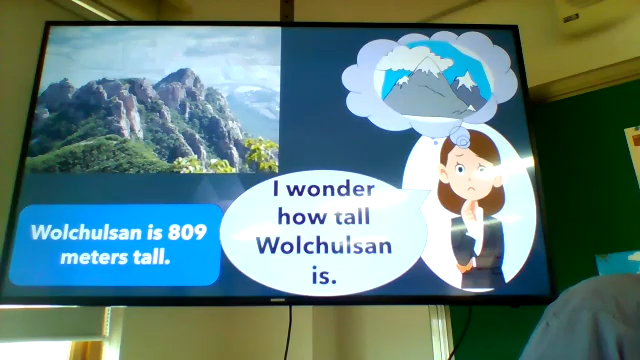 I wonder
how tall
Wolchulsan
is.
Wolchulsan is 809
meters tall.